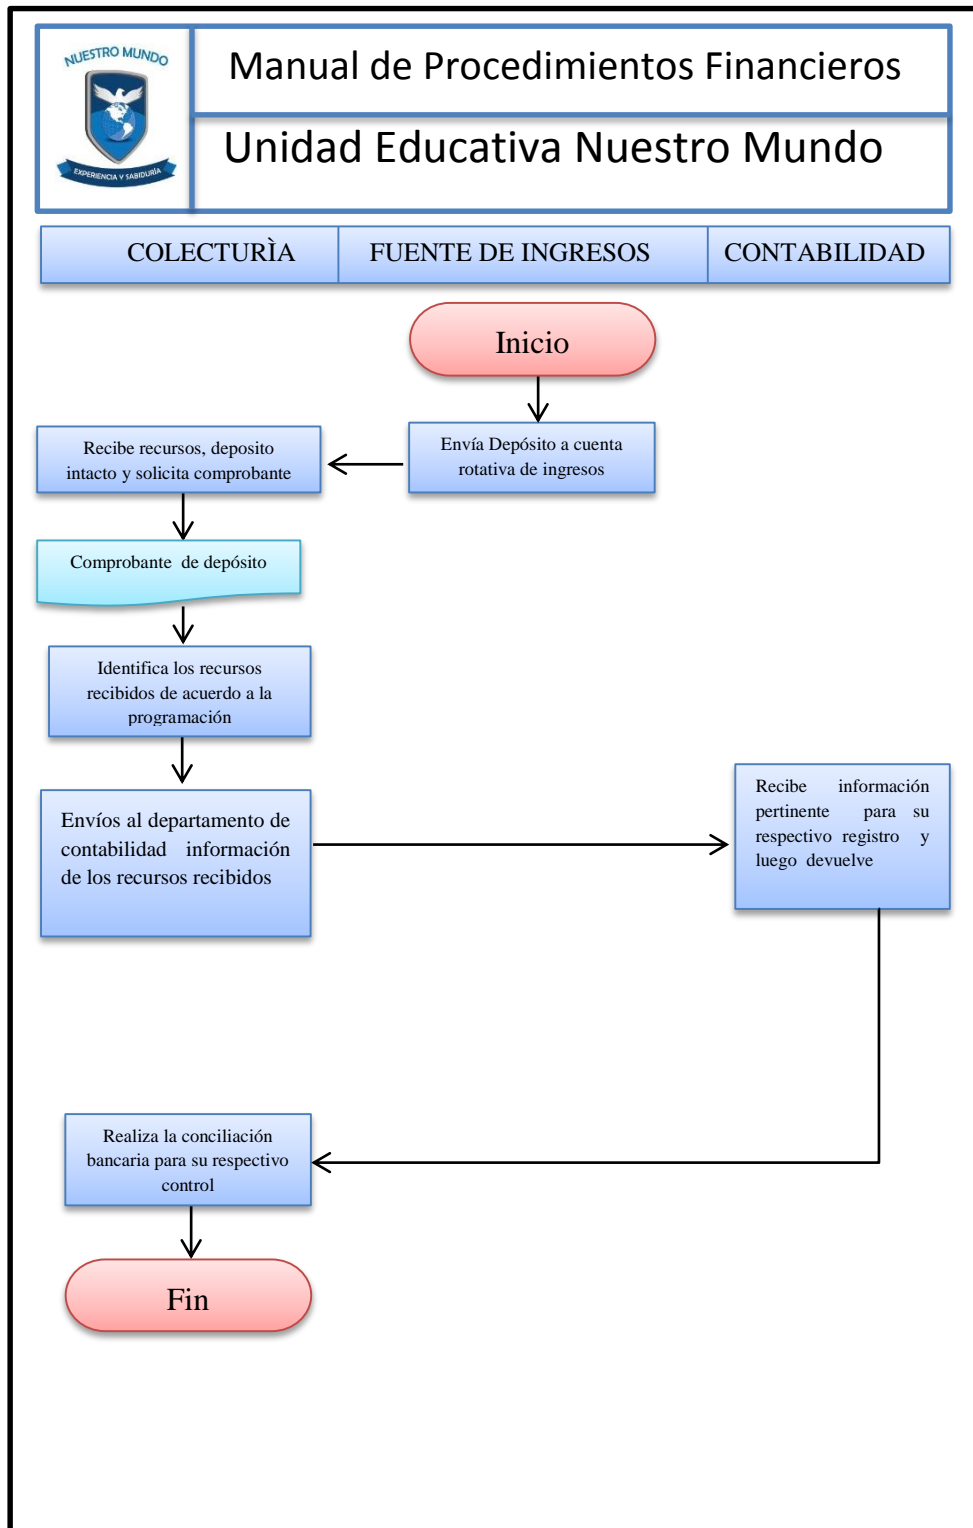 NUESTRO MUNDO
EXPERIENCIA Y SABIDURÍA
Manual de Procedimientos Financieros
Unidad Educativa Nuestro Mundo
COLECTURÌA
FUENTE DE INGRESOS
CONTABILIDAD
Inicio
Envía Depósito a cuenta
rotativa de ingresos
Recibe recursos, deposito
intacto y solicita comprobante
Comprobante de depósito
Identifica los recursos
recibidos de acuerdo a la
programación
Envíos al departamento de
contabilidad información
de los recursos recibidos
Recibe información
pertinente para su
respectivo registro y
luego devuelve
Realiza la conciliación
bancaria para su respectivo
control
Fin